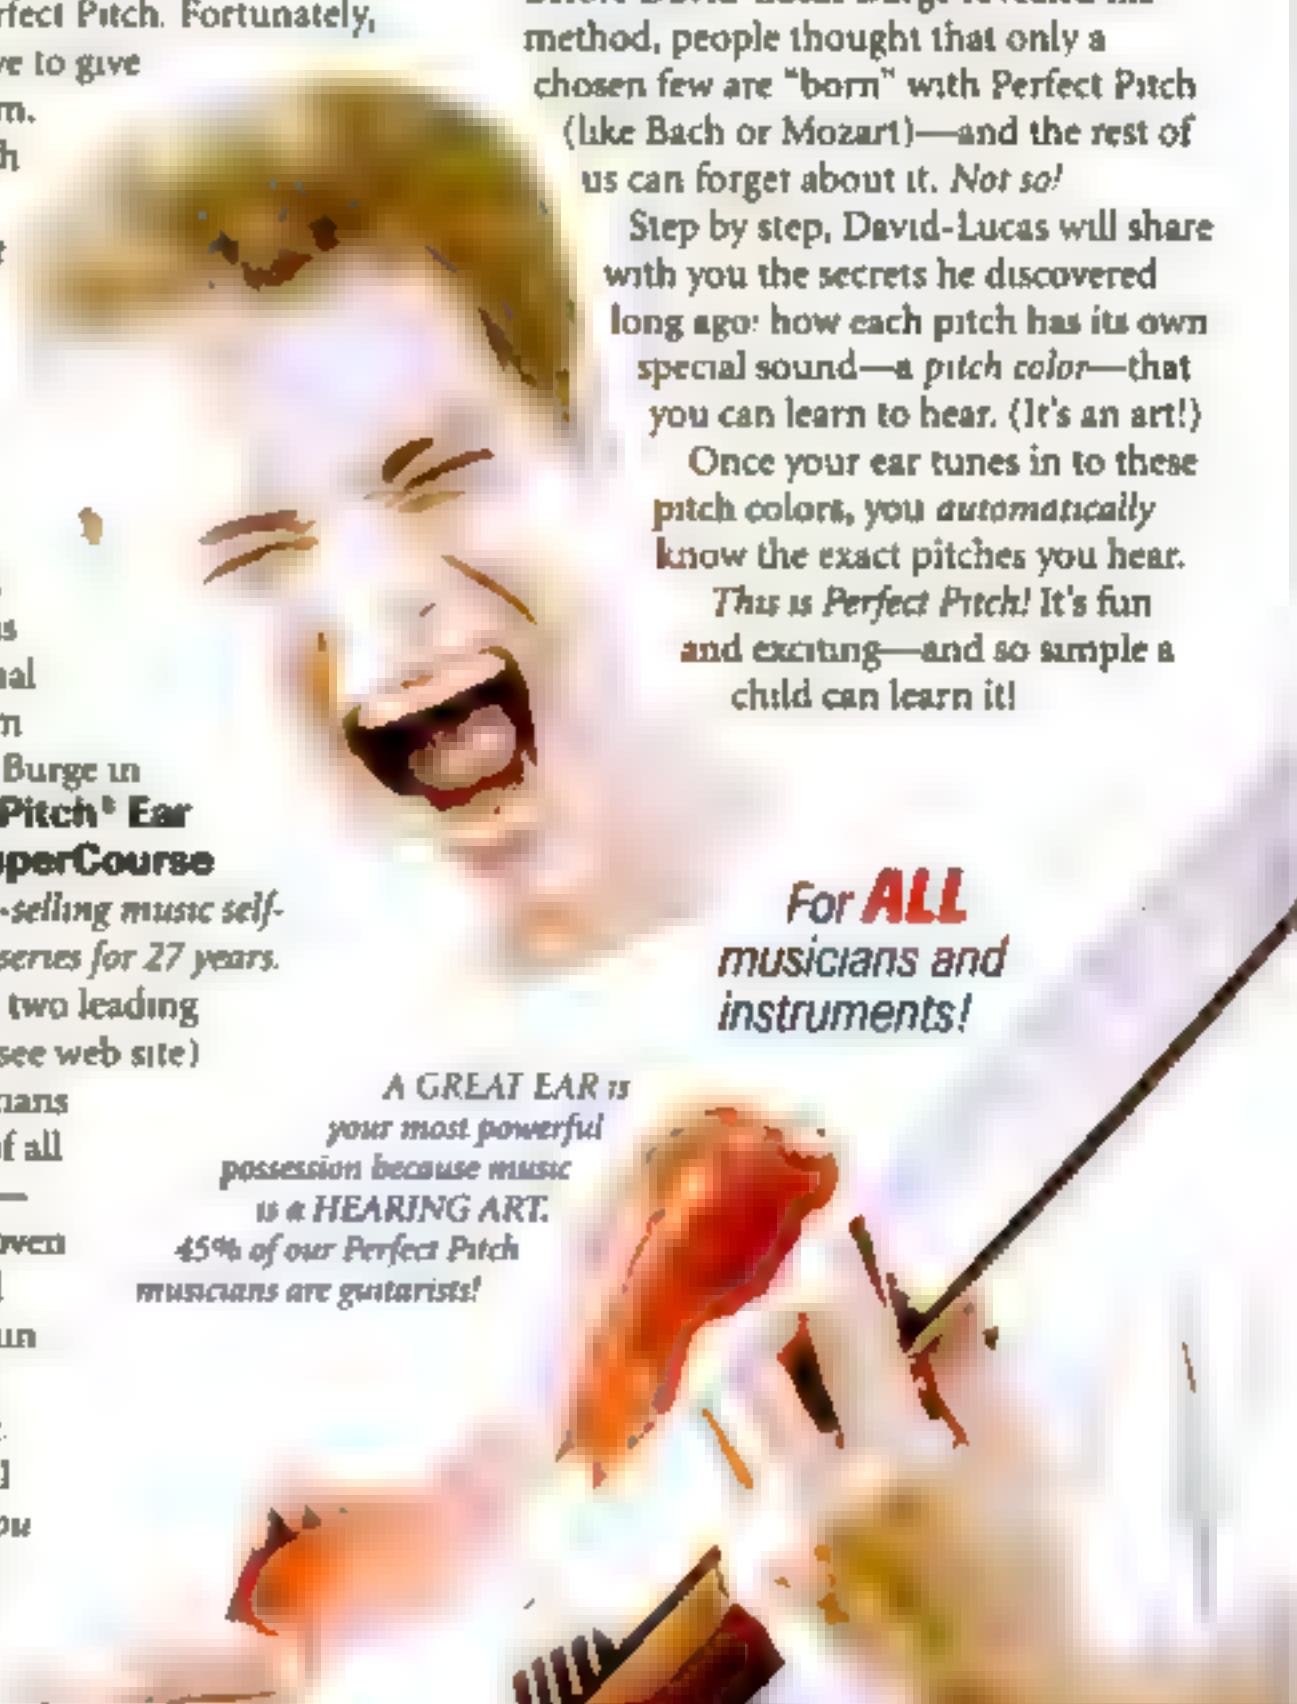 rfect Pitch. Fortunately,
ve to give
m.
h
Burge in
Pitch® Ear
perCourse
-selling music self-
series for 27 years.
two leading
see web site)
f all
method, people thought that only a
chosen few are "born" with Perfect Pitch
(like Bach or Mozart)—and the rest of
us can forget about it. Not so!
Step by step, David-Lucas will share
with you the secrets he discovered
long ago: how each pitch has its own
special sound—a pitch color—that
you can learn to hear. (It's an art!)
Once your ear tunes in to these
pitch colors, you automatically
know the exact pitches you hear.
This is Perfect Pitch! It's fun
and exciting—and so simple a
child can learn it!
For ALL
musicians and
instruments!
A GREAT EAR is
your most powerful
possession because music
is a HEARING ART.
45% of our Perfect Pitch
musicians are guitarists!